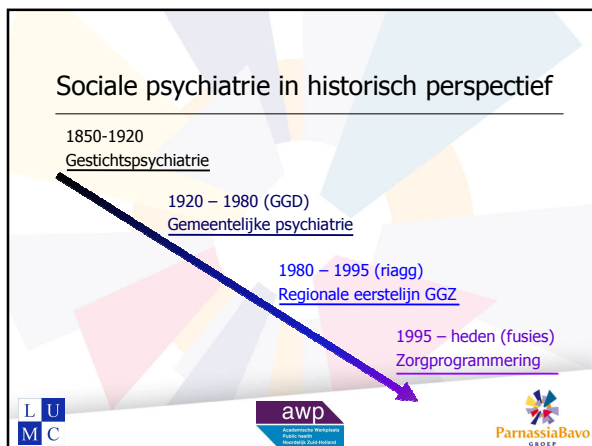 Sociale psychiatrie in historisch perspectief
1850-1920
Gestichtspsychiatrie
1920 – 1980 (GGD)
Gemeentelijke psychiatrie
1980 – 1995 (riagg)
Regionale eerstelijn GGZ
1995 – heden (fusies)
Zorgprogrammering
L U
M C
awp
Academische Werkplaats
Public health
Noordelijk Zuid-Holland
ParnassiaBavo
GROEP